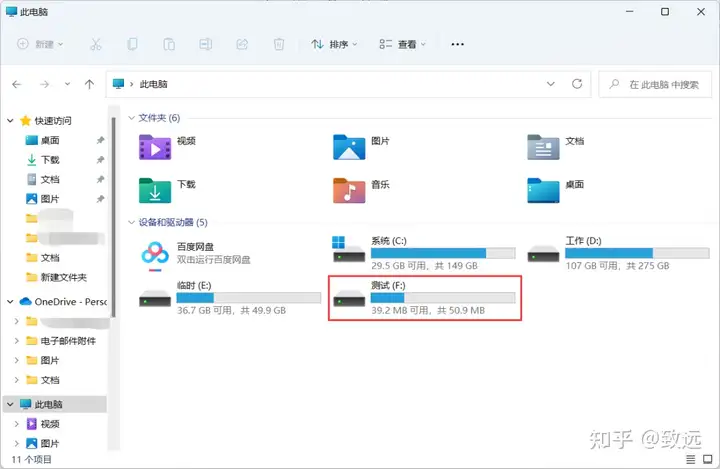 此电脑
新建
排序
查看
此电脑
在 此电脑 中搜索
快速访问
桌面
下载
文档
图片
文档
新建文件夹
OneDrive - Perso
电子邮件附件
图片
文档
此电脑
视频
图片
文件夹 (6)
视频
图片
文档
下载
音乐
桌面
设备和驱动器 (5)
百度网盘
双击运行百度网盘
系统 (C:)
29.5 GB 可用，共 149 GB
工作 (D:)
107 GB 可用，共 275 GB
临时 (E:)
36.7 GB 可用，共 49.9 GB
测试 (F:)
39.2 MB 可用，共 50.9 MB
11 个项目
知乎 @致远